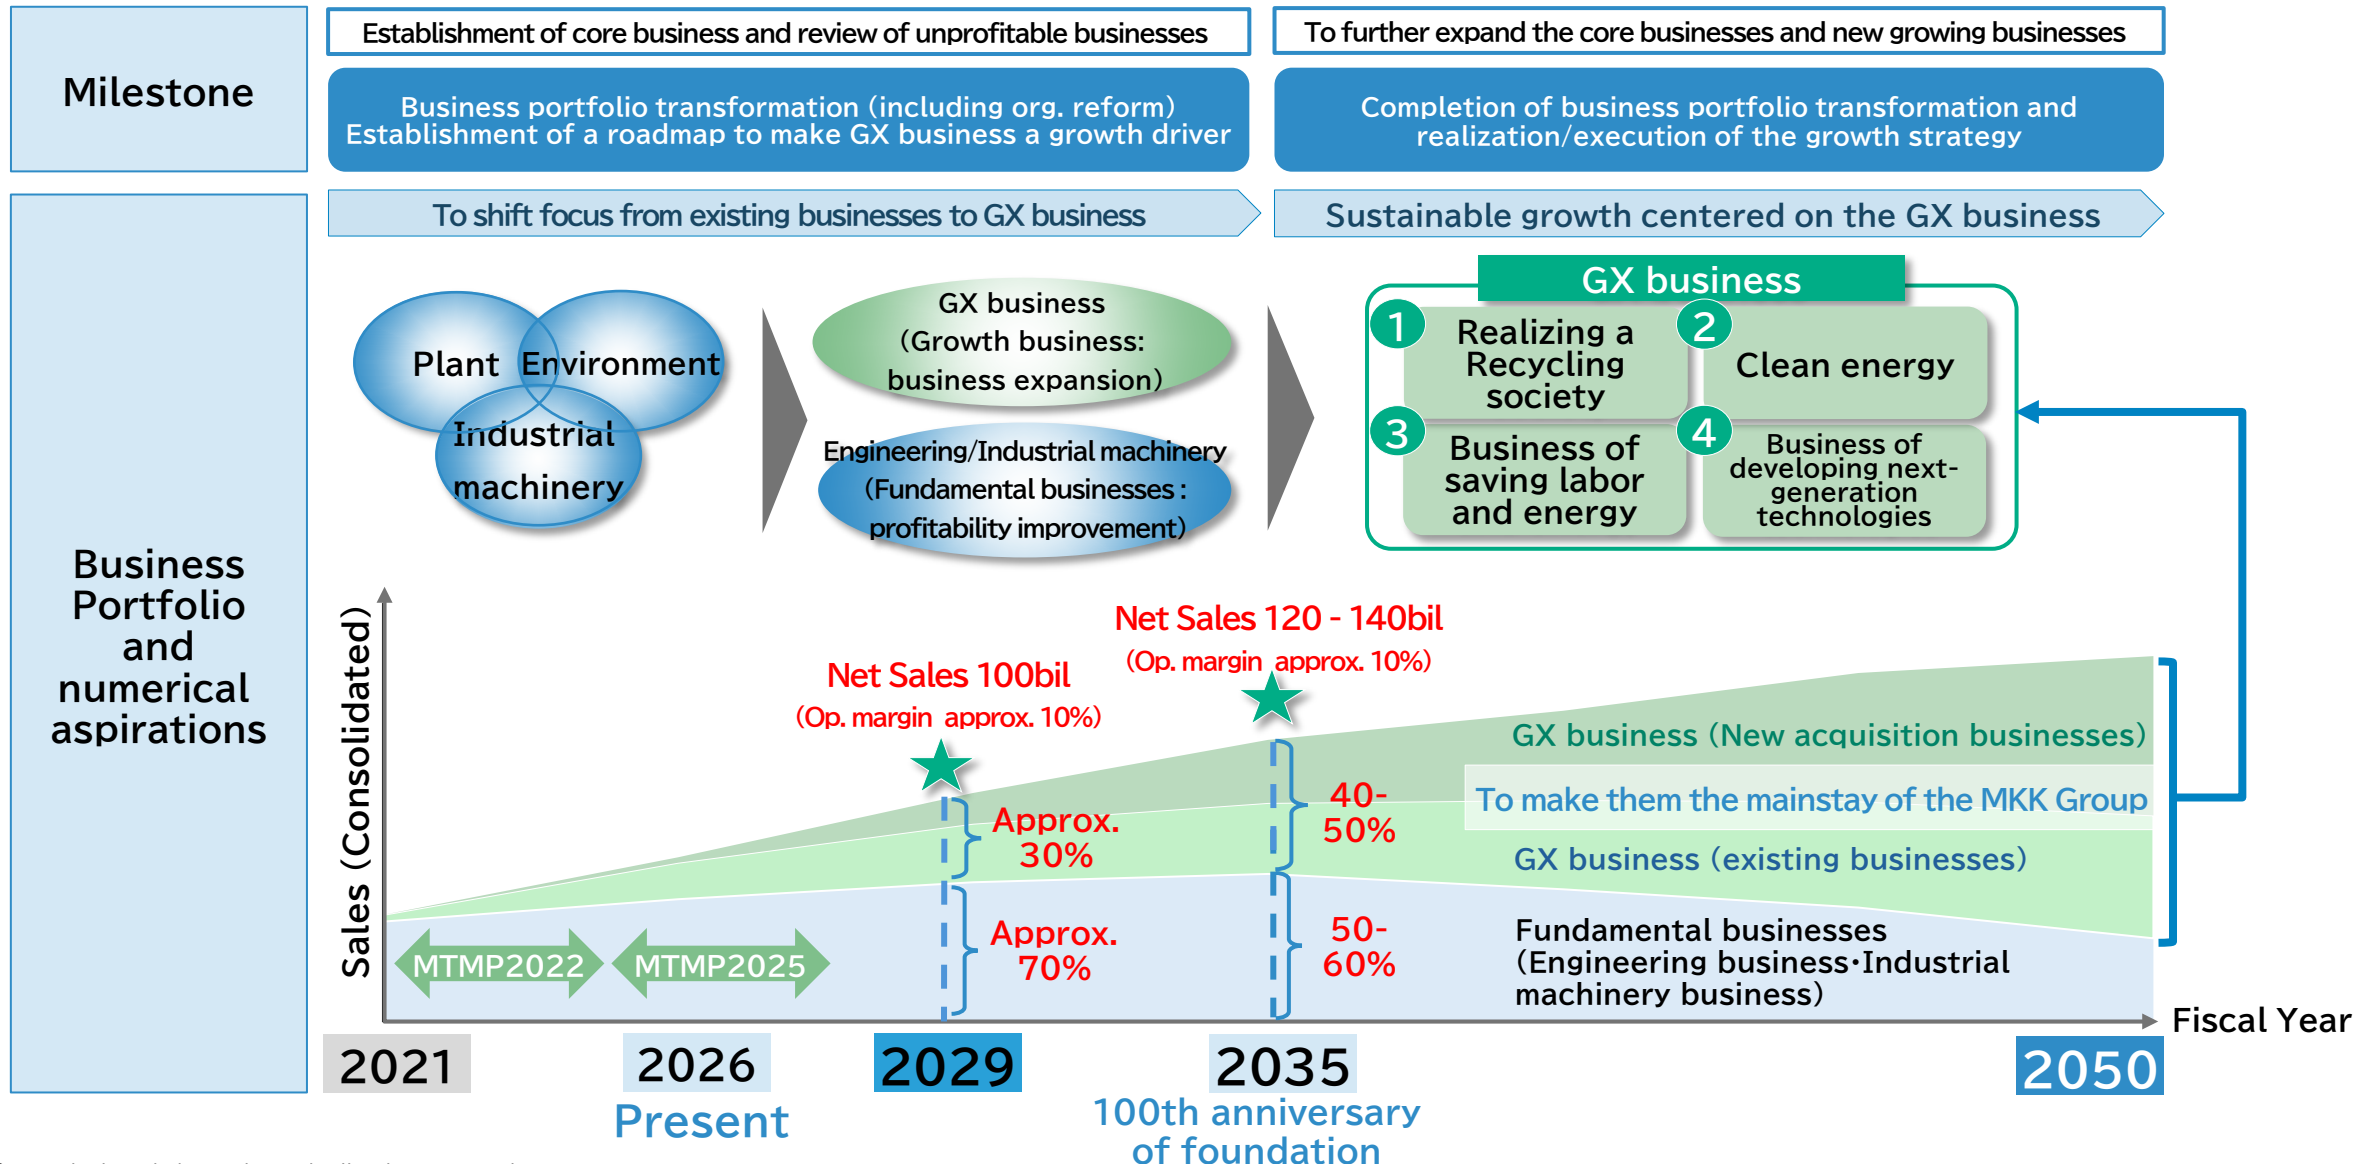 Milestone
Establishment of core business and review of unprofitable businesses
To further expand the core businesses and new growing businesses
Business portfolio transformation (including org. reform)
Establishment of a roadmap to make GX business a growth driver
Completion of business portfolio transformation and
realization/execution of the growth strategy
Business
Portfolio
and
numerical
aspirations
To shift focus from existing businesses to GX business
Sustainable growth centered on the GX business
Plant
Environment
Industrial
machinery
GX business
(Growth business:
business expansion)
Engineering/Industrial machinery
(Fundamental businesses :
profitability improvement)
GX business
1
Realizing a
Recycling
society
2
Clean energy
3
Business of
saving labor
and energy
4
Business of
developing next-
generation
technologies
Sales (Consolidated)
Net Sales 100bil
(Op. margin approx. 10%)
Net Sales 120 - 140bil
(Op. margin approx. 10%)
Approx.
30%
Approx.
70%
40-
50%
50-
60%
GX business (New acquisition businesses)
To make them the mainstay of the MKK Group
GX business (existing businesses)
Fundamental businesses
(Engineering business・Industrial
machinery business)
MTMP2022
MTMP2025
Fiscal Year
2021
2026
Present
2029
2035
100th anniversary
of foundation
2050